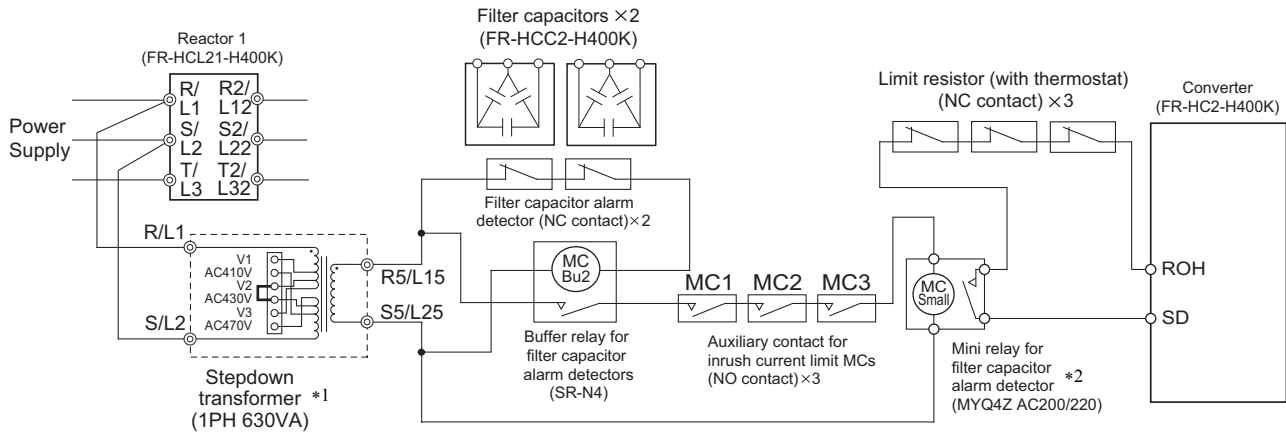 Filter capacitors ×2
(FR-HCC2-H400K)
Reactor 1
(FR-HCL21-H400K)
R/
L1
R2/
L12
S/
L2
S2/
L22
T/
L3
T2/
L32
Power
Supply
Limit resistor (with thermostat)
(NC contact) ×3
Converter
(FR-HC2-H400K)
Filter capacitor alarm
detector (NC contact)×2
R/L1
V1
AC410V
V2
AC430V
V3
AC470V
S/L2
R5/L15
S5/L25
MC
Bu2
MC1
MC2
MC3
MC
Small
ROH
SD
Stepdown
transformer *1
(1PH 630VA)
Buffer relay for
filter capacitor
alarm detectors
(SR-N4)
Auxiliary contact for
inrush current limit MCs
(NO contact)×3
Mini relay for
filter capacitor
alarm detector *2
(MYQ4Z AC200/220)